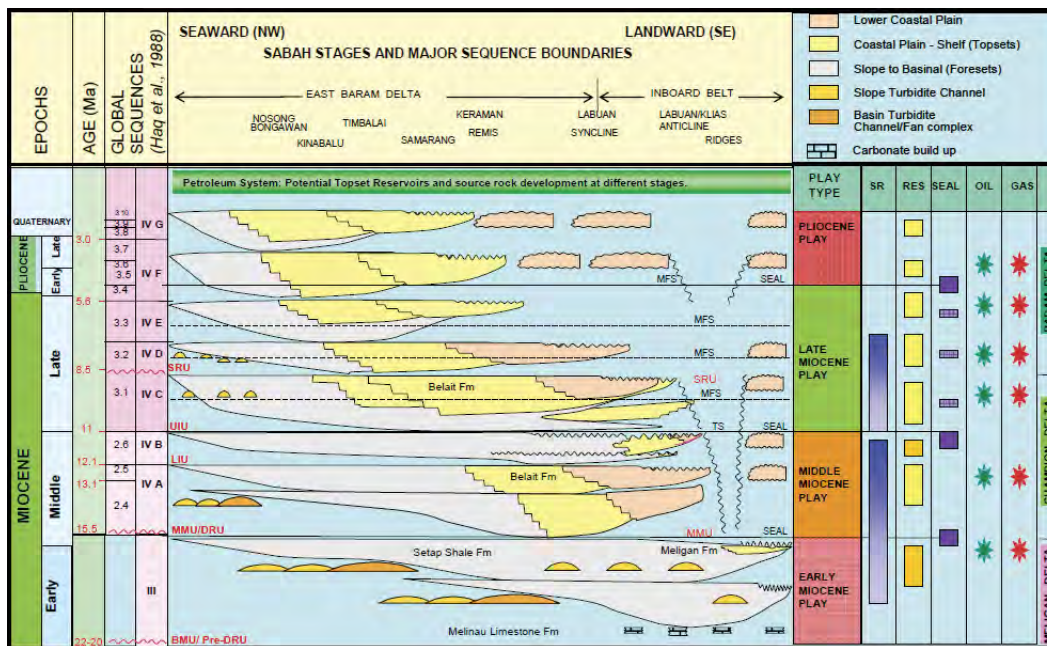 SEAWARD (NW)
LANDWARD (SE)
SABAH STAGES AND MAJOR SEQUENCE BOUNDARIES
EAST BARAM DELTA
INBOARD BELT
NOSONG
BONGAWAN
KINABALU
TIMBALAI
SAMARANG
KERAMAN
REMIS
LABUAN
SYNCLINE
LABUAN/KLIAS
ANTICLINE
RIDGES
EPOCHS
AGE (Ma)
GLOBAL
SEQUENCES
(Haq et al., 1988)
Lower Coastal Plain
Coastal Plain - Shelf (Topsets)
Slope to Basinal (Foresets)
Slope Turbidite Channel
Basin Turbidite
Channel/Fan complex
Carbonate build up
Petroleum System: Potential Topset Reservoirs and source rock development at different stages.
PLAY
TYPE
SR
RES
SEAL
OIL
GAS
QUATERNARY
PLIOCENE
Late
Early
MIOCENE
Late
Middle
Early
3.0
5.6
8.5
11
12.1
13.1
15.5
22-20
3.10
3.9
3.8
3.7
3.6
3.5
3.4
3.3
3.2
3.1
2.6
2.5
2.4
IV G
IV F
IV E
IV D
IV C
IV B
IV A
III
MFS
SEAL
MFS
MFS
SRU
SRU
Belait Fm
MFS
UIU
TS
SEAL
LIU
Belait Fm
MMU/DRU
MMU
SEAL
Setap Shale Fm
Meligan Fm
Melinau Limestone Fm
BMU/ Pre-DRU
PLIOCENE
PLAY
LATE
MIOCENE
PLAY
MIDDLE
MIOCENE
PLAY
EARLY
MIOCENE
PLAY